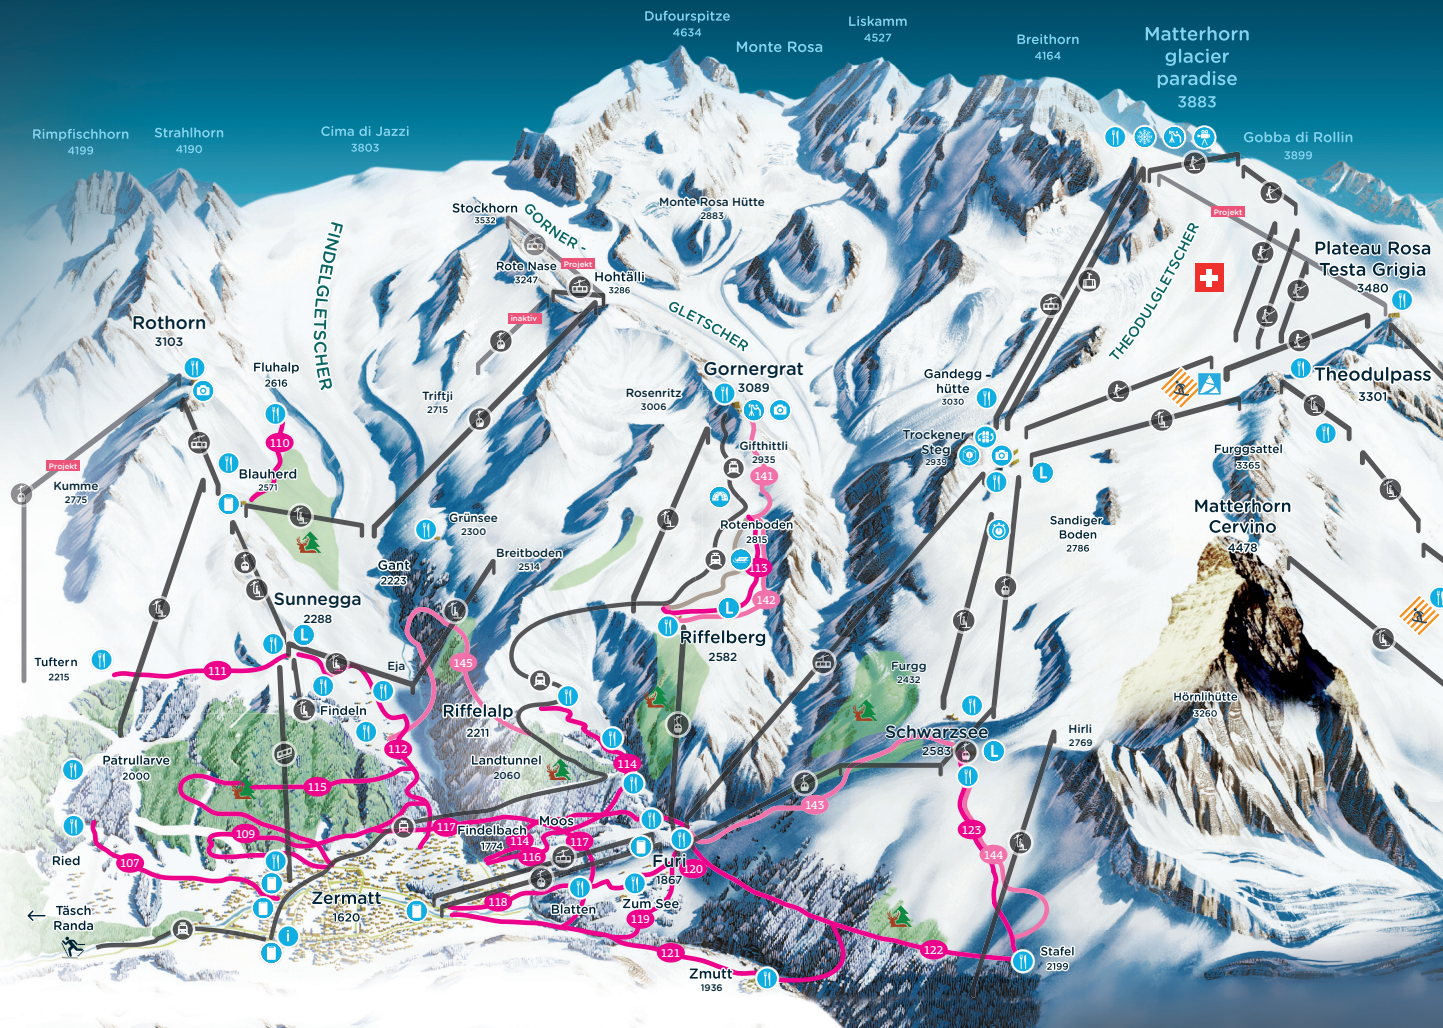 Dufourspitze
4634
Monte Rosa
Liskamm
4527
Breithorn
4164
Matterhorn
glacier
paradise
3883
Rimpfischhorn
4199
Strahlhorn
4190
Cima di Jazzi
3803
Gobba di Rollin
3899
Stockhorn
3532
GORNER -
Monte Rosa Hütte
2883
Projekt
FINDELGLETSCHER
Rote Nase
3247
Projekt
Hohtälli
3286
THEODULGLETSCHER
Plateau Rosa
Testa Grigia
3480
inaktiv
GLETSCHER
Rothorn
3103
Fluhalp
2616
Triftji
2715
Rosenritz
3006
Gornergrat
3089
Gandegg -
hütte
3030
Theodulpass
3301
110
Gifthittli
2935
Trockener
Steg
2939
Furggsattel
3365
Projekt
Kumme
2775
Blauherd
2571
141
L
Matterhorn
Cervino
4478
Grünsee
2300
Rotenboden
2815
Sandiger
Boden
2786
Gant
2223
Breitboden
2514
113
142
Sunnegga
2288
L
L
Riffelberg
2582
Tuftern
2215
111
Eja
145
Furgg
2432
Hörnlihütte
3260
Findeln
Riffelalp
2211
Schwarzsee
2583
L
Hirli
2769
112
Patrullarve
2000
Landtunnel
2060
114
115
143
109
117
Findelbach
1774
Moos
114
117
116
123
144
Ried
107
Furi
1867
120
Zermatt
1620
118
Blatten
Zum See
119
Täsch
Randa
121
122
Stafel
2199
Zmutt
1936
i